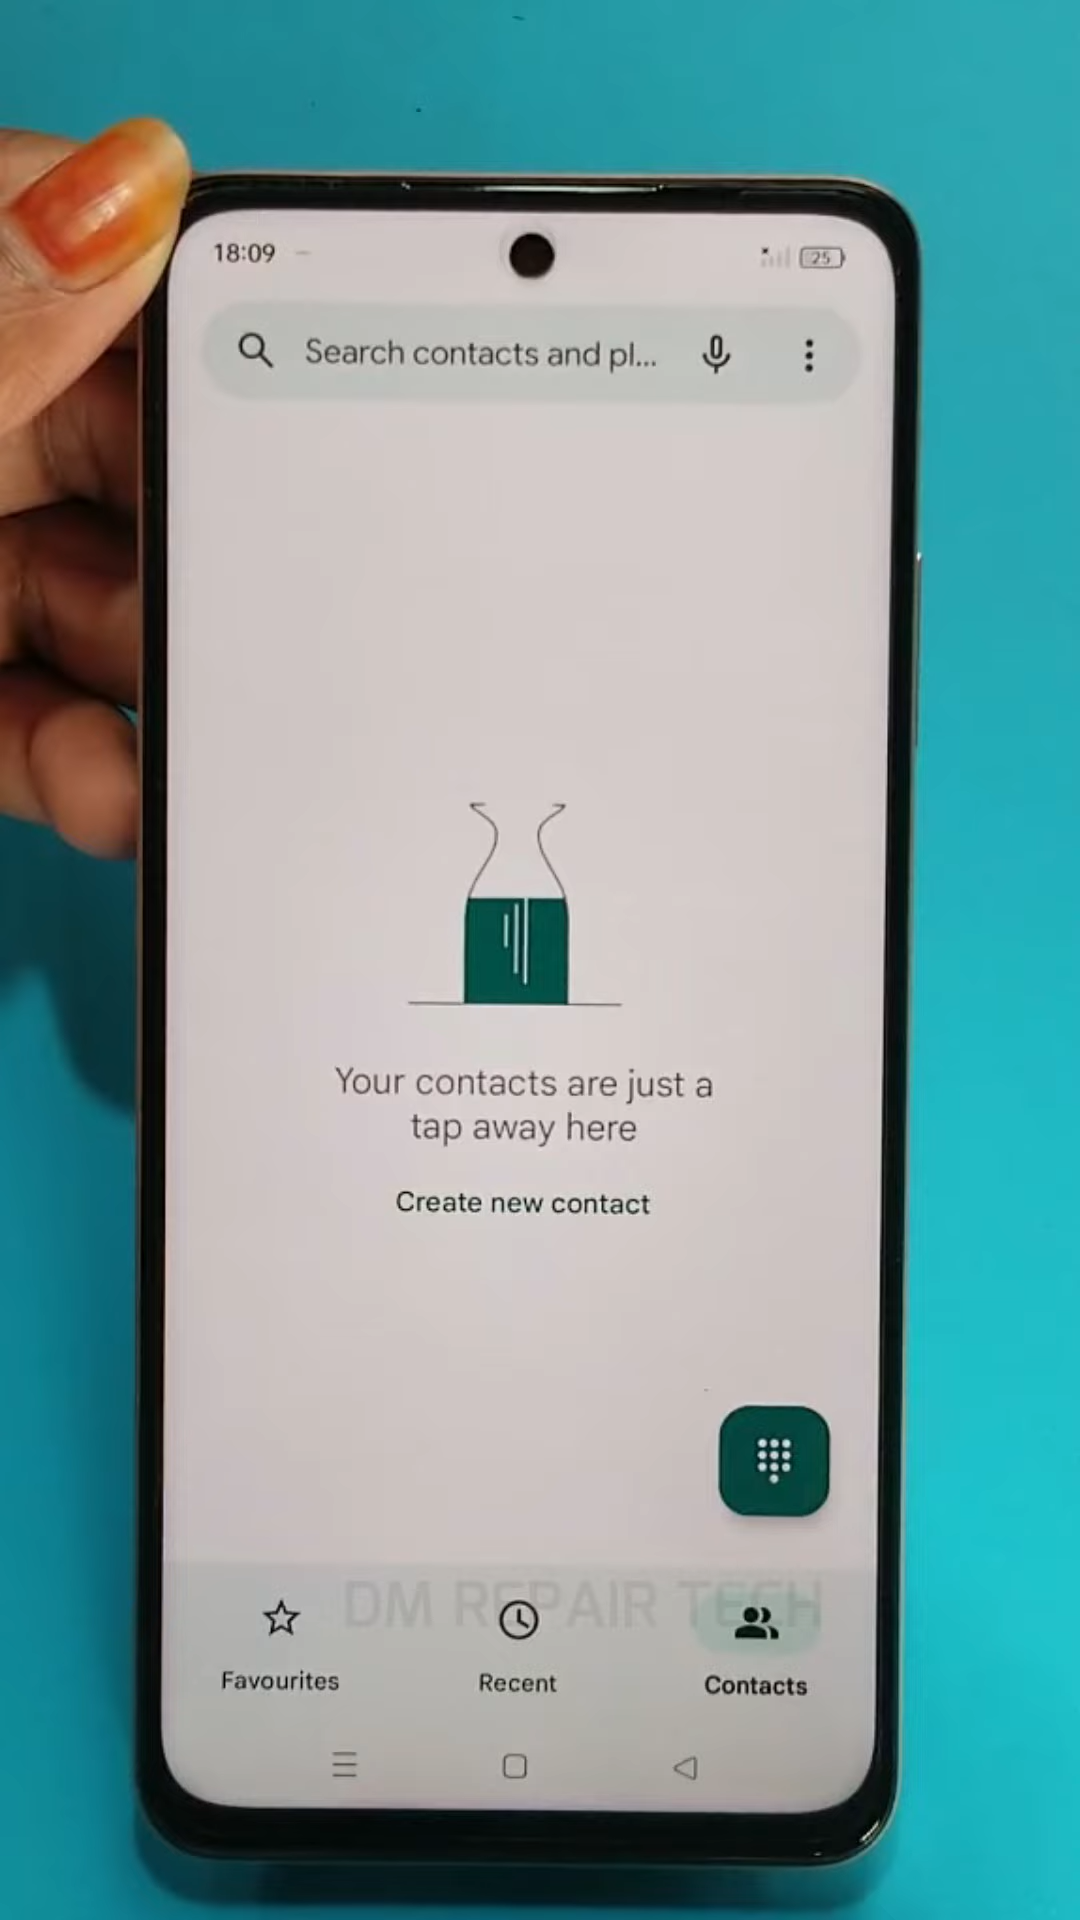 18:09
25
Search contacts and pl...
Your contacts are just a
tap away here
Create new contact
DM REPAIR TECH
Favourites
Recent
Contacts